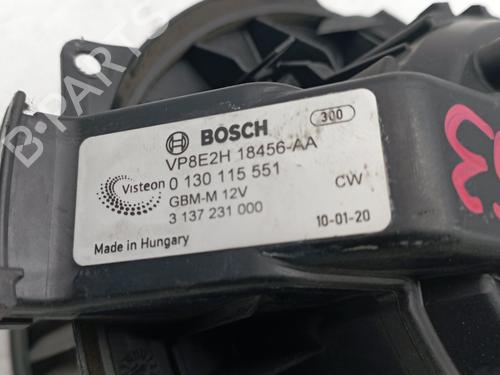 BOSCH
300
VP8E2H 18456-AA
Visteon
0 130 115 551
GBM-M 12V
CW
3 137 231 000
10-01-20
Made in Hungary
B-PARTS